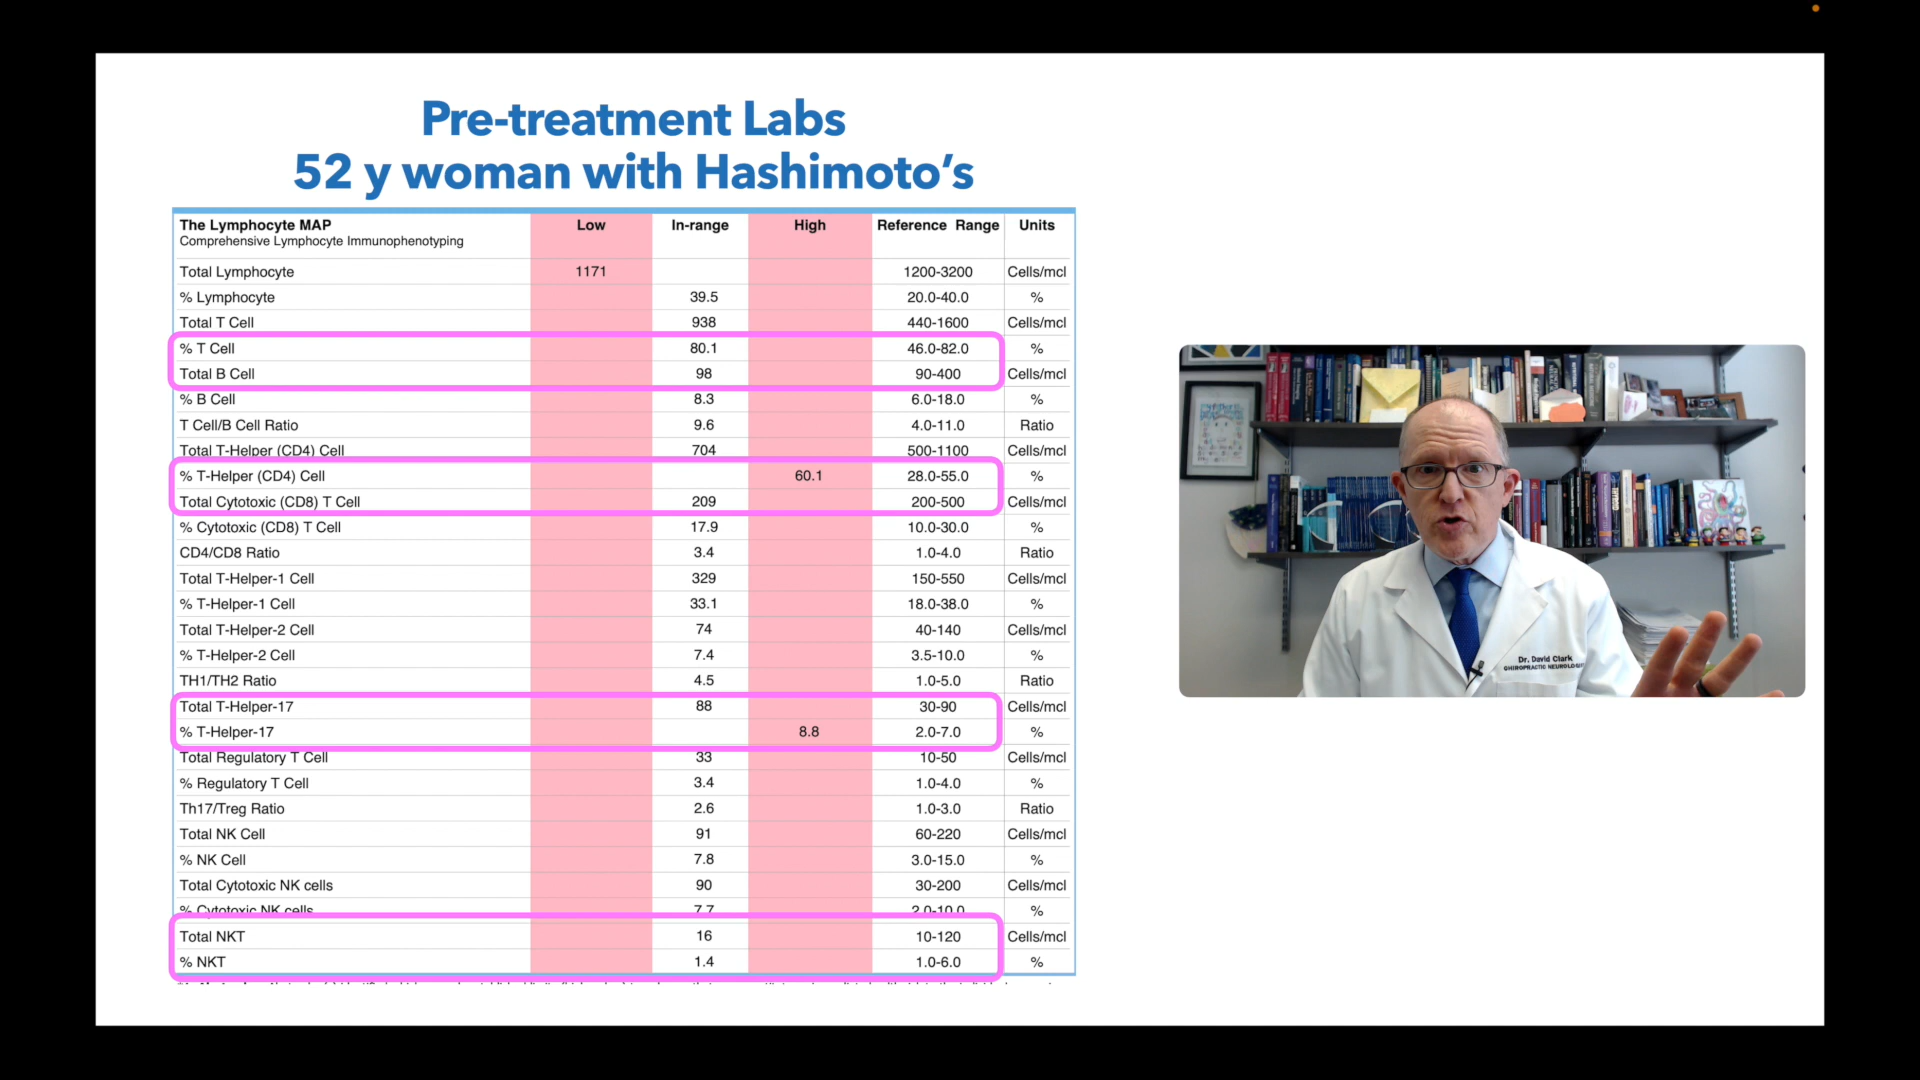 Pre-treatment Labs
52 y woman with Hashimoto's
The Lymphocyte MAP Low In-range High Reference Range Units
Comprehensive Lymphocyte Immunophenotyping
Total Lymphocyte 1171 1200-3200 Cells/mcl
% Lymphocyte 39.5 20.0-40.0 %
Total T Cell 938 440-1600 Cells/mcl
% T Cell 80.1 46.0-82.0 %
Total B Cell 98 90-400 Cells/mcl
% B Cell 8.3 6.0-18.0 %
T Cell/B Cell Ratio 9.6 4.0-11.0 Ratio
Total T-Helper (CD4) Cell 704 500-1100 Cells/mcl
% T-Helper (CD4) Cell 60.1 28.0-55.0 %
Total Cytotoxic (CD8) T Cell 209 200-500 Cells/mcl
% Cytotoxic (CD8) T Cell 17.9 10.0-30.0 %
CD4/CD8 Ratio 3.4 1.0-4.0 Ratio
Total T-Helper-1 Cell 329 150-550 Cells/mcl
% T-Helper-1 Cell 33.1 18.0-38.0 %
Total T-Helper-2 Cell 74 40-140 Cells/mcl
% T-Helper-2 Cell 7.4 3.5-10.0 %
TH1/TH2 Ratio 4.5 1.0-5.0 Ratio
Total T-Helper-17 88 30-90 Cells/mcl
% T-Helper-17 8.8 2.0-7.0 %
Total Regulatory T Cell 33 10-50 Cells/mcl
% Regulatory T Cell 3.4 1.0-4.0 %
Th17/Treg Ratio 2.6 1.0-3.0 Ratio
Total NK Cell 91 60-220 Cells/mcl
% NK Cell 7.8 3.0-15.0 %
Total Cytotoxic NK cells 90 30-200 Cells/mcl
% Cytotoxic NK cells 7.7 2.0-10.0 %
Total NKT 16 10-120 Cells/mcl
% NKT 1.4 1.0-6.0 %
Dr. David Clark
CHIROPRACTIC NEUROLOGIST